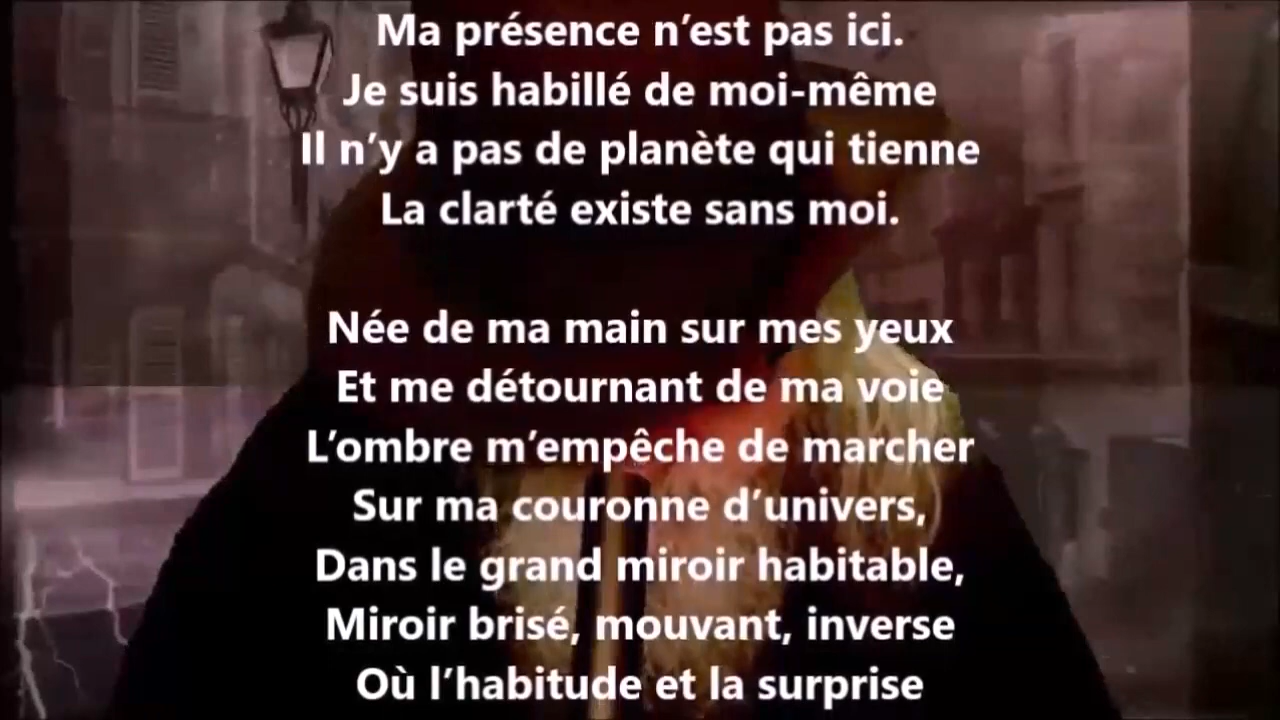 Ma présence n’est pas ici.
Je suis habillé de moi-même
Il n’y a pas de planète qui tienne
La clarté existe sans moi.
Née de ma main sur mes yeux
Et me détournant de ma voie
L’ombre m’empêche de marcher
Sur ma couronne d’univers,
Dans le grand miroir habitable,
Miroir brisé, mouvant, inverse
Où l’habitude et la surprise